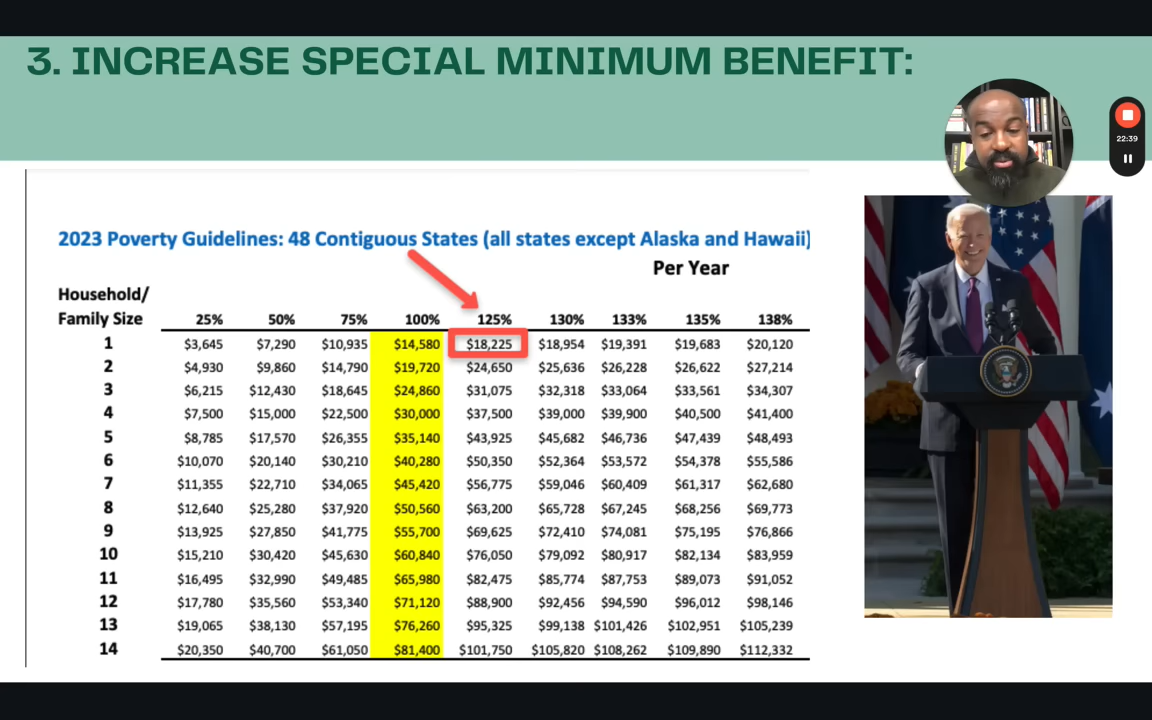 3. INCREASE SPECIAL MINIMUM BENEFIT:
22:39
2023 Poverty Guidelines: 48 Contiguous States (all states except Alaska and Hawaii)
Per Year
Household/
Family Size 25% 50% 75% 100% 125% 130% 133% 135% 138%
1 $3,645 $7,290 $10,935 $14,580 $18,225 $18,954 $19,391 $19,683 $20,120
2 $4,930 $9,860 $14,790 $19,720 $24,650 $25,636 $26,228 $26,622 $27,214
3 $6,215 $12,430 $18,645 $24,860 $31,075 $32,318 $33,064 $33,561 $34,307
4 $7,500 $15,000 $22,500 $30,000 $37,500 $39,000 $39,900 $40,500 $41,400
5 $8,785 $17,570 $26,355 $35,140 $43,925 $45,682 $46,736 $47,439 $48,493
6 $10,070 $20,140 $30,210 $40,280 $50,350 $52,364 $53,572 $54,378 $55,586
7 $11,355 $22,710 $34,065 $45,420 $56,775 $59,046 $60,409 $61,317 $62,680
8 $12,640 $25,280 $37,920 $50,560 $63,200 $65,728 $67,245 $68,256 $69,773
9 $13,925 $27,850 $41,775 $55,700 $69,625 $72,410 $74,081 $75,195 $76,866
10 $15,210 $30,420 $45,630 $60,840 $76,050 $79,092 $80,917 $82,134 $83,959
11 $16,495 $32,990 $49,485 $65,980 $82,475 $85,774 $87,753 $89,073 $91,052
12 $17,780 $35,560 $53,340 $71,120 $88,900 $92,456 $94,590 $96,012 $98,146
13 $19,065 $38,130 $57,195 $76,260 $95,325 $99,138 $101,426 $102,951 $105,239
14 $20,350 $40,700 $61,050 $81,400 $101,750 $105,820 $108,262 $109,890 $112,332